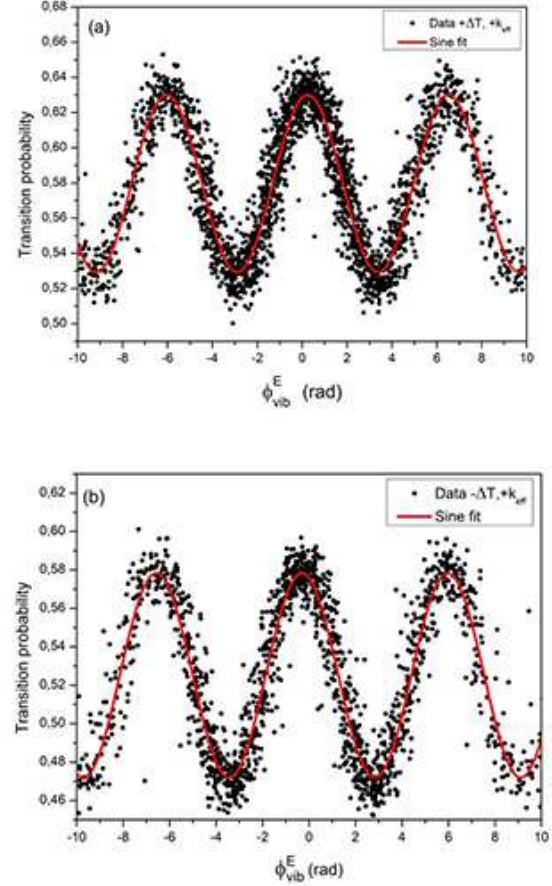 (a)
Data +ΔT, +k_eff
Sine fit
0,68
0,66
0,64
0,62
0,60
0,58
0,56
0,54
0,52
0,50
Transition probability
-10 -8 -6 -4 -2 0 2 4 6 8 10
ϕ_vib^E (rad)
(b)
Data -ΔT,+k_eff
Sine fit
0,62
0,60
0,58
0,56
0,54
0,52
0,50
0,48
0,46
Transition probability
-10 -8 -6 -4 -2 0 2 4 6 8 10
ϕ_vib^E (rad)